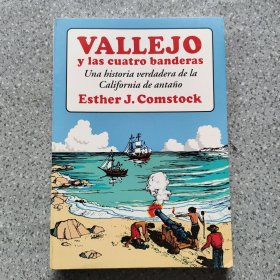 VALLEJO
y las cuatro banderas
Una historia verdadera de la
California de antaño
Esther J. Comstock